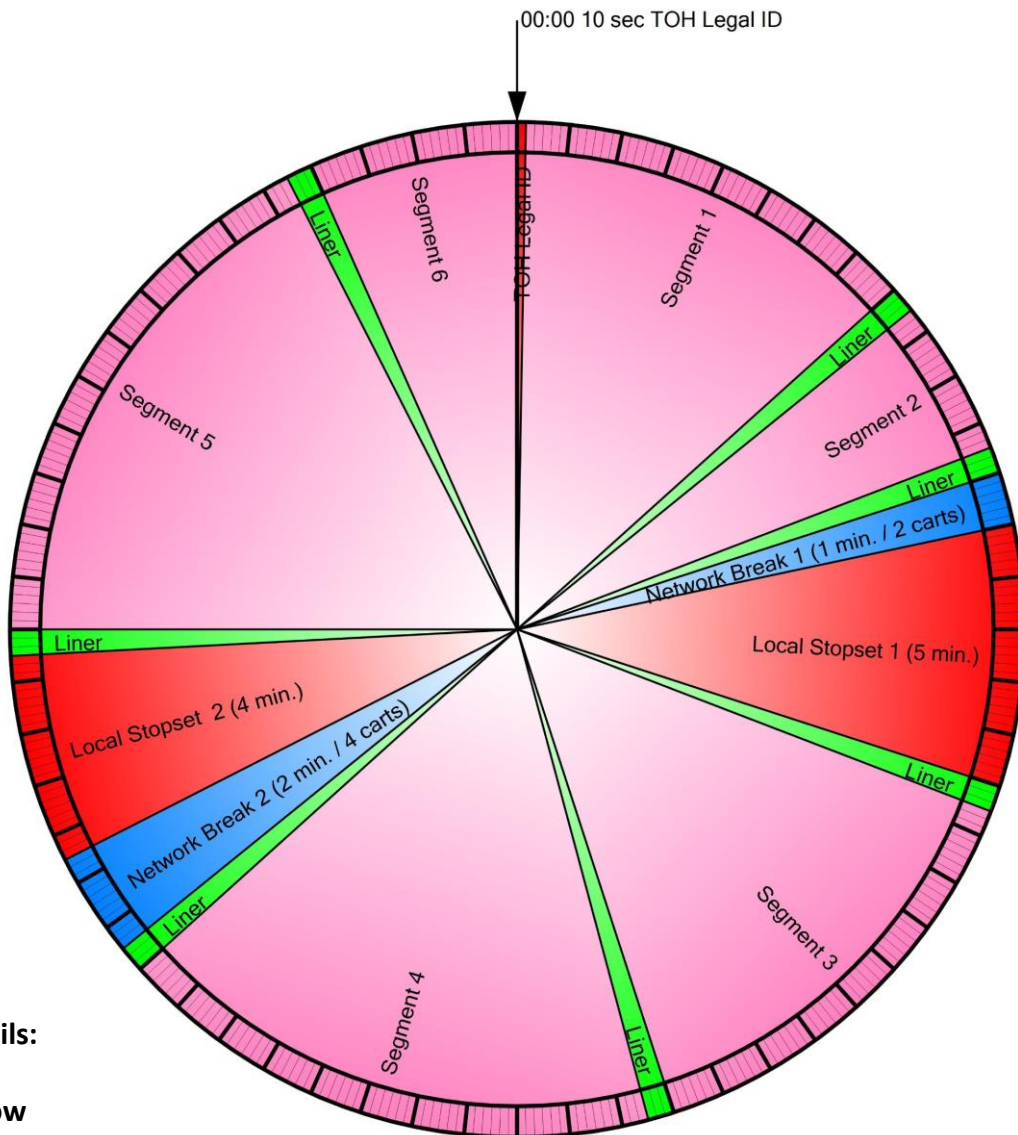 00:00 10 sec TOH Legal ID
TOH Legal ID
Segment 1
Liner
Segment 2
Liner
Network Break 1 (1 min. / 2 carts)
Local Stopset 1 (5 min.)
Liner
Segment 3
Liner
Segment 4
Liner
Network Break 2 (2 min. / 4 carts)
Local Stopset 2 (4 min.)
Liner
Segment 5
Liner
Segment 6
ils:
ow